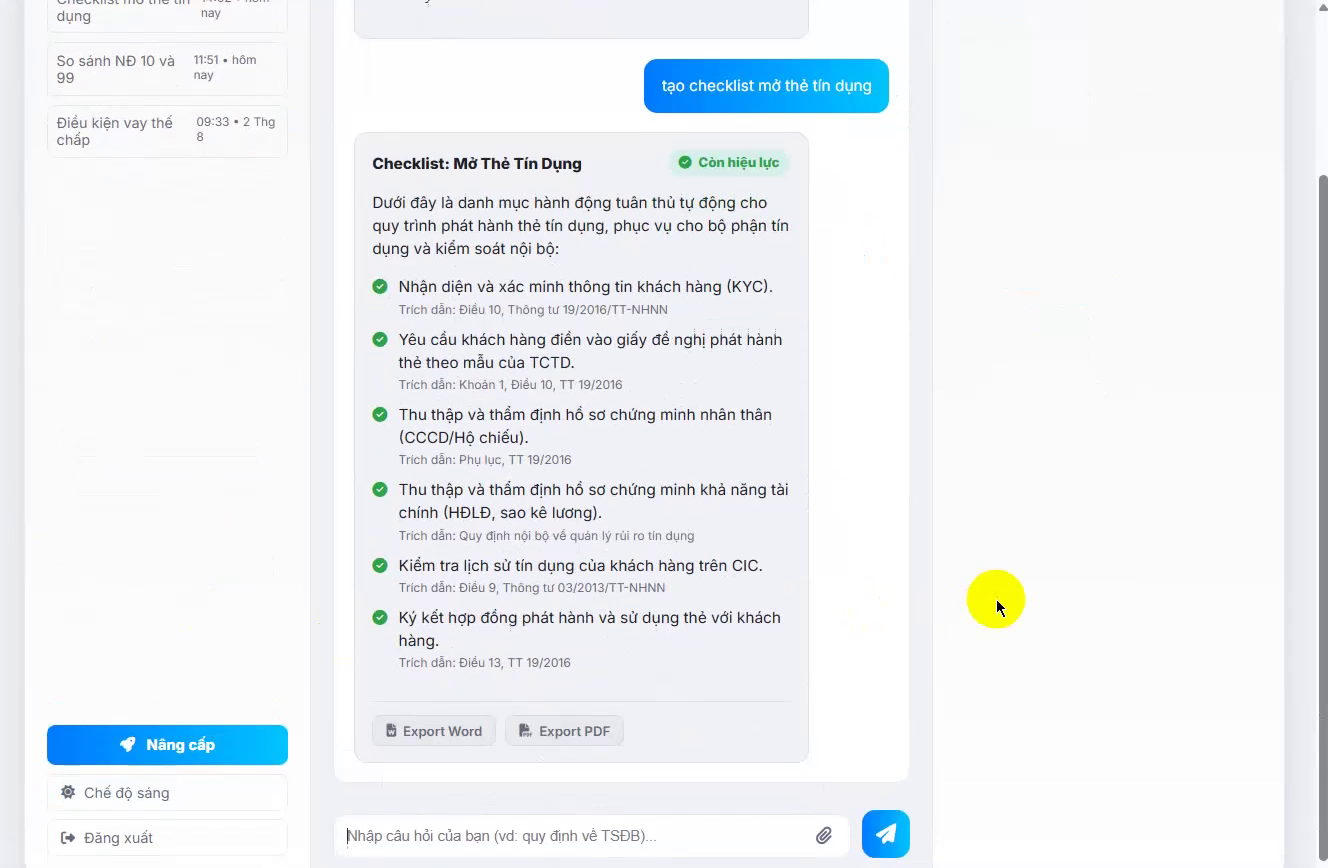 dụng
nay
So sánh NĐ 10 và
99
11:51 • hôm
nay
Điều kiện vay thế
chấp
09:33 • 2 Thg
8
tạo checklist mở thẻ tín dụng
Checklist: Mở Thẻ Tín Dụng
Còn hiệu lực
Dưới đây là danh mục hành động tuân thủ tự động cho
quy trình phát hành thẻ tín dụng, phục vụ cho bộ phận tín
dụng và kiểm soát nội bộ:
Nhận diện và xác minh thông tin khách hàng (KYC).
Trích dẫn: Điều 10, Thông tư 19/2016/TT-NHNN
Yêu cầu khách hàng điền vào giấy đề nghị phát hành
thẻ theo mẫu của TCTD.
Trích dẫn: Khoản 1, Điều 10, TT 19/2016
Thu thập và thẩm định hồ sơ chứng minh nhân thân
(CCCD/Hộ chiếu).
Trích dẫn: Phụ lục, TT 19/2016
Thu thập và thẩm định hồ sơ chứng minh khả năng tài
chính (HĐLĐ, sao kê lương).
Trích dẫn: Quy định nội bộ về quản lý rủi ro tín dụng
Kiểm tra lịch sử tín dụng của khách hàng trên CIC.
Trích dẫn: Điều 9, Thông tư 03/2013/TT-NHNN
Ký kết hợp đồng phát hành và sử dụng thẻ với khách
hàng.
Trích dẫn: Điều 13, TT 19/2016
Export Word
Export PDF
Nâng cấp
Chế độ sáng
Đăng xuất
Nhập câu hỏi của bạn (vd: quy định về TSĐB)...